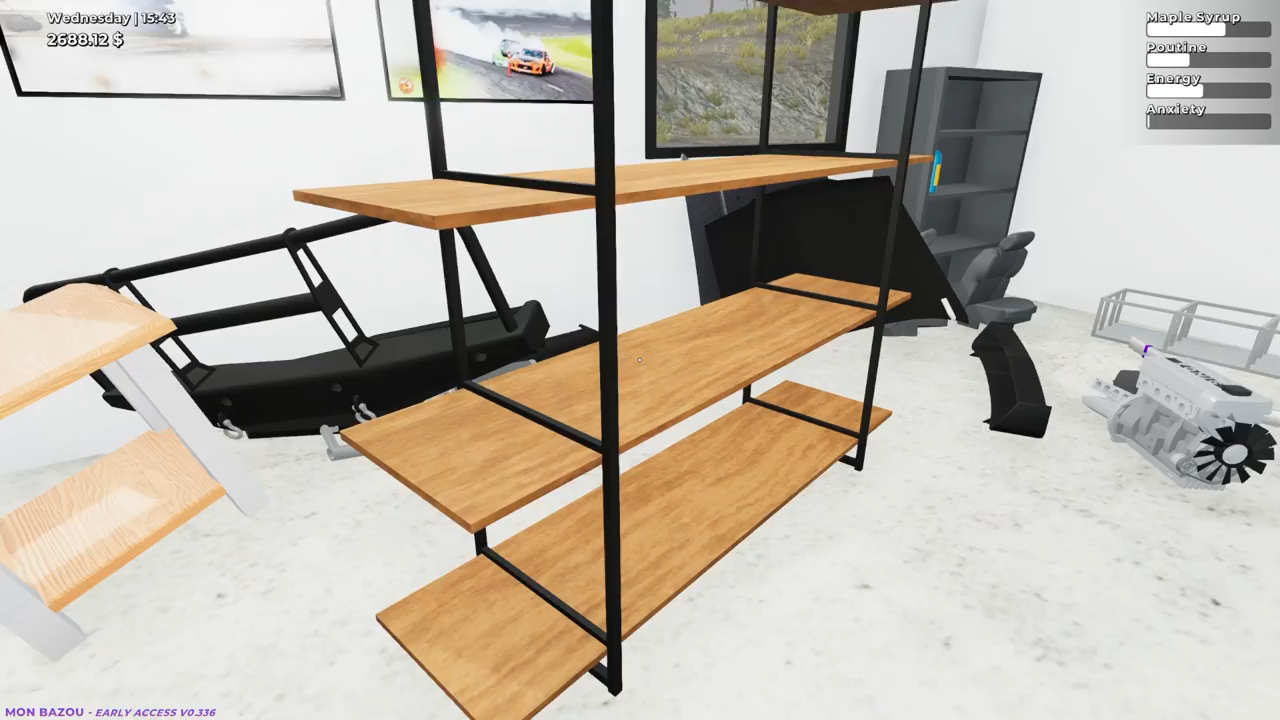 Wednesday | 15:43
2688.12 $
Maple Syrup
Poutine
Energy
Anxiety
MON BAZOU - EARLY ACCESS V0.336